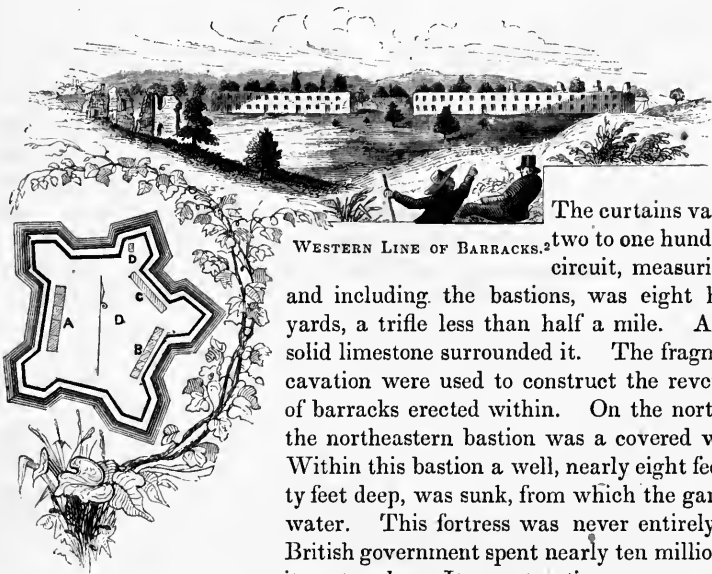 WESTERN LINE OF BARRACKS.²
D
C
A
D
B
The curtains va
two to one hund
circuit, measuri
and including the bastions, was eight
yards, a trifle less than half a mile. A
solid limestone surrounded it. The fragm
cavation were used to construct the reve
of barracks erected within. On the nort
the northeastern bastion was a covered
Within this bastion a well, nearly eight fee
ty feet deep, was sunk, from which the gar
water. This fortress was never entirely
British government spent nearly ten millio